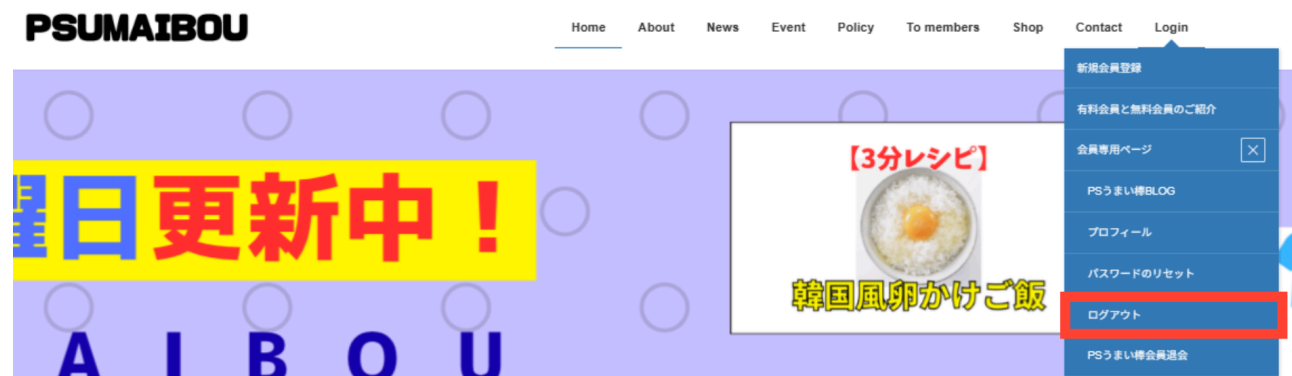 PSUMAIBOU
Home About News Event Policy To members Shop Contact Login
新規会員登録
有料会員と無料会員のご紹介
会員専用ページ
PSうまい棒BLOG
プロフィール
パスワードのリセット
ログアウト
PSうまい棒会員退会
曜日更新中！
AIBOU
【3分レシピ】
韓国風卵かけご飯